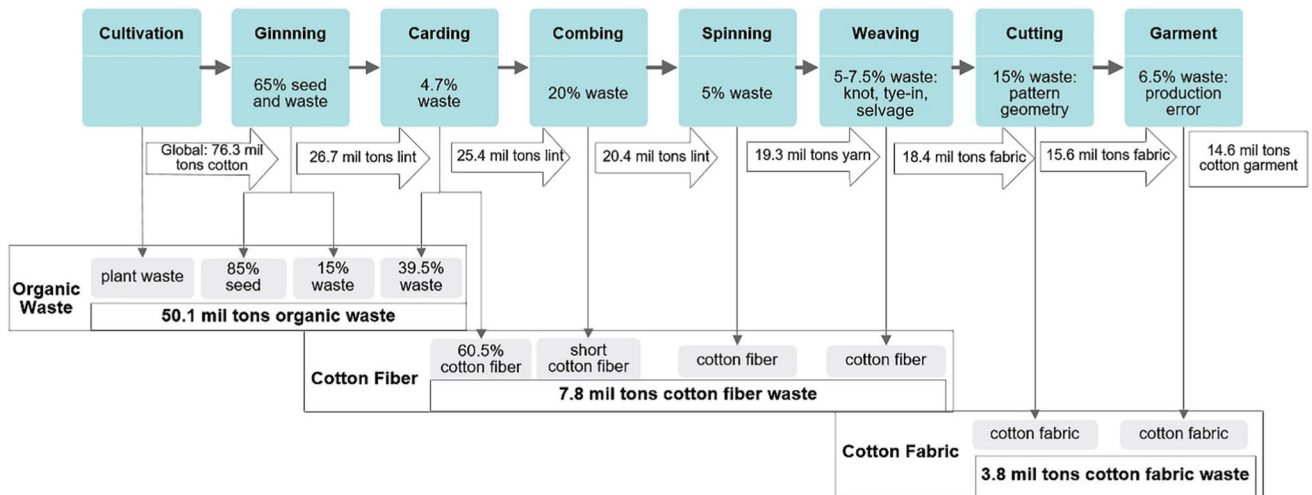 Cultivation
Ginnning
Carding
Combing
Spinning
Weaving
Cutting
Garment
65% seed
and waste
4.7%
waste
20% waste
5% waste
5-7.5% waste:
knot, tye-in,
selvage
15% waste:
pattern
geometry
6.5% waste:
production
error
Global: 76.3 mil
tons cotton
26.7 mil tons lint
25.4 mil tons lint
20.4 mil tons lint
19.3 mil tons yarn
18.4 mil tons fabric
15.6 mil tons fabric
14.6 mil tons
cotton garment
Organic
Waste
plant waste
85%
seed
15%
waste
39.5%
waste
50.1 mil tons organic waste
Cotton Fiber
60.5%
cotton fiber
short
cotton fiber
cotton fiber
cotton fiber
7.8 mil tons cotton fiber waste
Cotton Fabric
cotton fabric
cotton fabric
3.8 mil tons cotton fabric waste